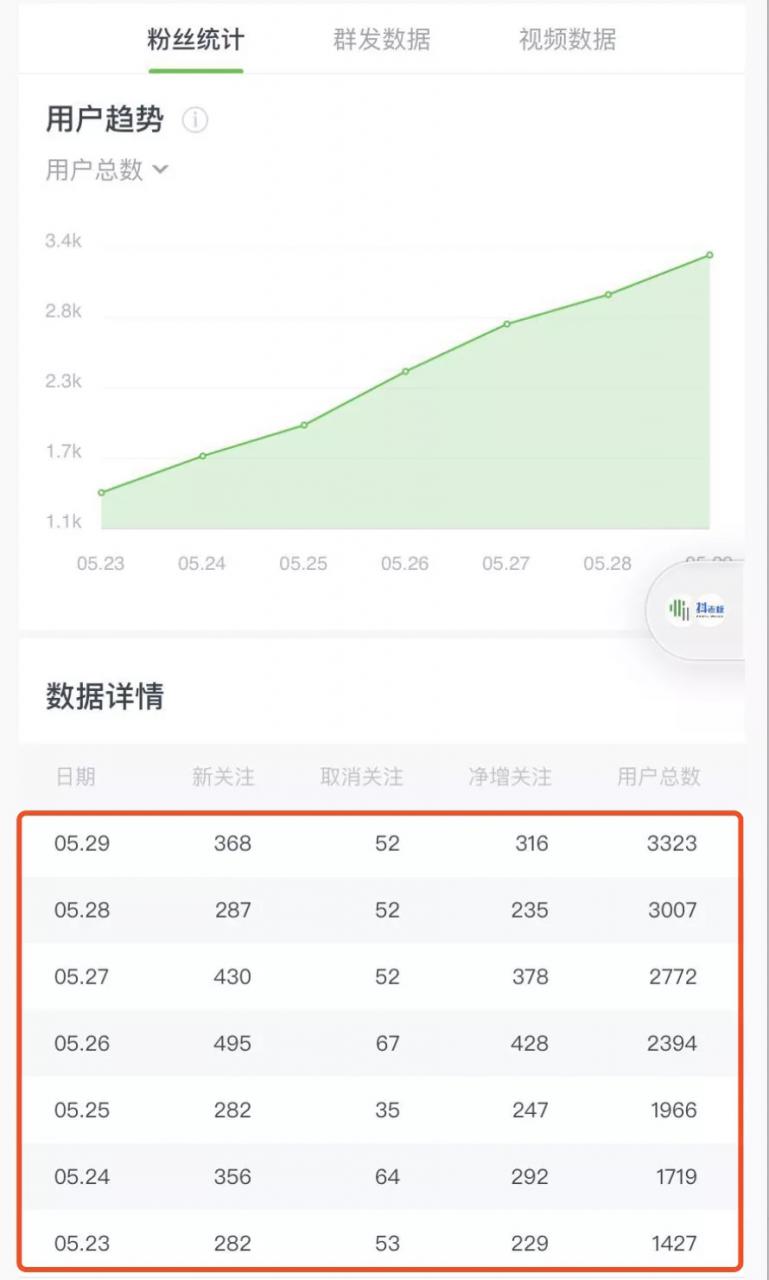 粉丝统计 群发数据 视频数据
用户趋势
用户总数
3.4k
2.8k
2.3k
1.7k
1.1k
05.23 05.24 05.25 05.26 05.27 05.28
数据详情
日期 新关注 取消关注 净增关注 用户总数
05.29 368 52 316 3323
05.28 287 52 235 3007
05.27 430 52 378 2772
05.26 495 67 428 2394
05.25 282 35 247 1966
05.24 356 64 292 1719
05.23 282 53 229 1427